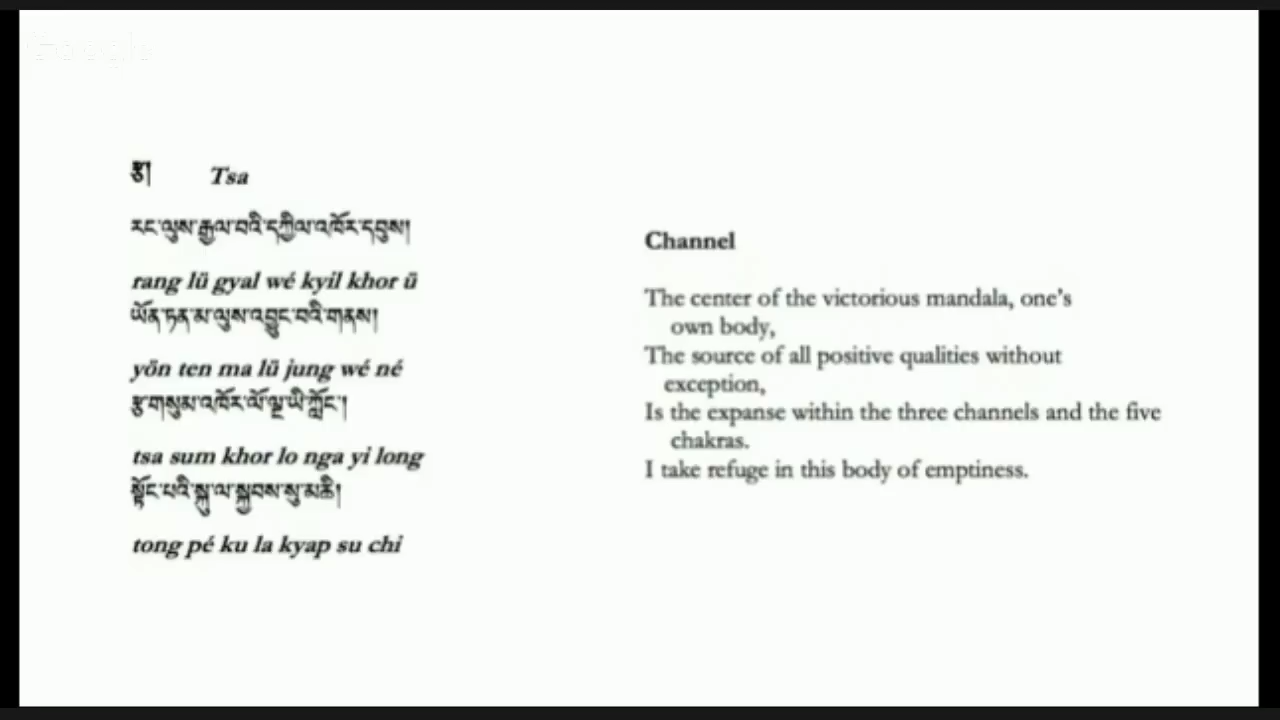 Google
རྩ། Tsa
རང་ལུས་རྒྱལ་བའི་དཀྱིལ་འཁོར་དབུས།
rang lü gyal wé kyil khor ü
ཡོན་ཏན་མ་ལུས་འབྱུང་བའི་གནས།
yön ten ma lü jung wé né
རྩ་གསུམ་འཁོར་ལོ་ལྔ་ཡི་ཀློང་།
tsa sum khor lo nga yi long
སྟོང་པའི་སྐུ་ལ་སྐྱབས་སུ་མཆི།
tong pé ku la kyap su chi
Channel
The center of the victorious mandala, one's
own body,
The source of all positive qualities without
exception,
Is the expanse within the three channels and the five
chakras.
I take refuge in this body of emptiness.